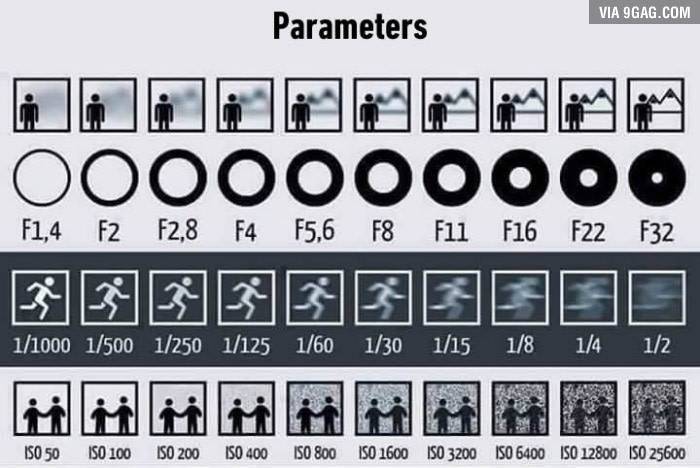 VIA 9GAG.COM
Parameters
F1,4 F2 F2,8 F4 F5,6 F8 F11 F16 F22 F32
1/1000 1/500 1/250 1/125 1/60 1/30 1/15 1/8 1/4 1/2
ISO 50 ISO 100 ISO 200 ISO 400 ISO 800 ISO 1600 ISO 3200 ISO 6400 ISO 12800 ISO 25600